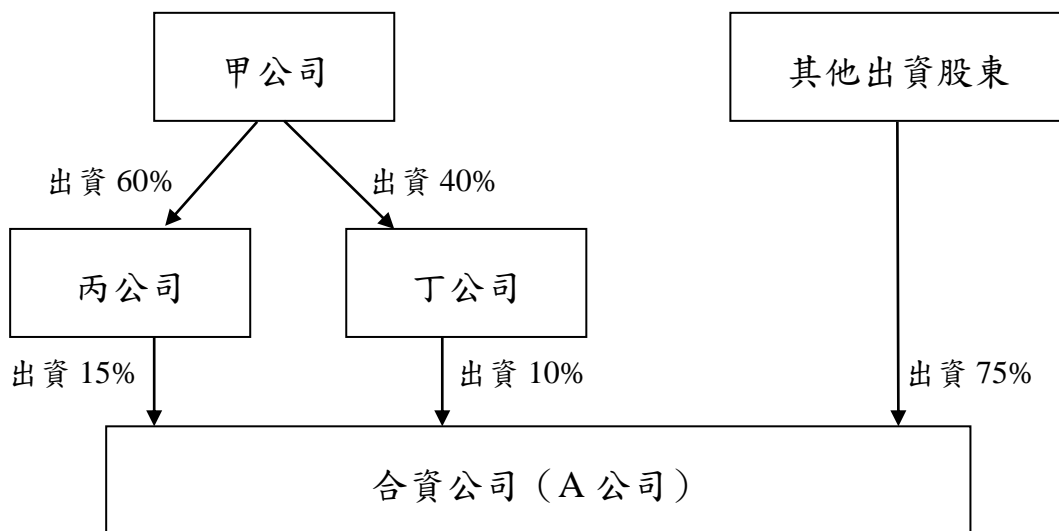 甲公司
其他出資股東
出資 60%
出資 40%
丙公司
丁公司
出資 15%
出資 10%
出資 75%
合資公司（A 公司）